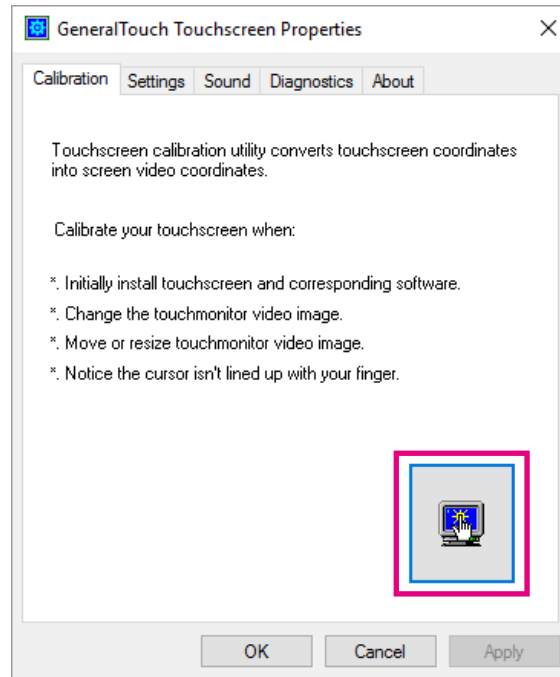 GeneralTouch Touchscreen Properties
Calibration Settings Sound Diagnostics About
Touchscreen calibration utility converts touchscreen coordinates
into screen video coordinates.
Calibrate your touchscreen when:
*. Initially install touchscreen and corresponding software.
*. Change the touchmonitor video image.
*. Move or resize touchmonitor video image.
*. Notice the cursor isn't lined up with your finger.
OK Cancel Apply